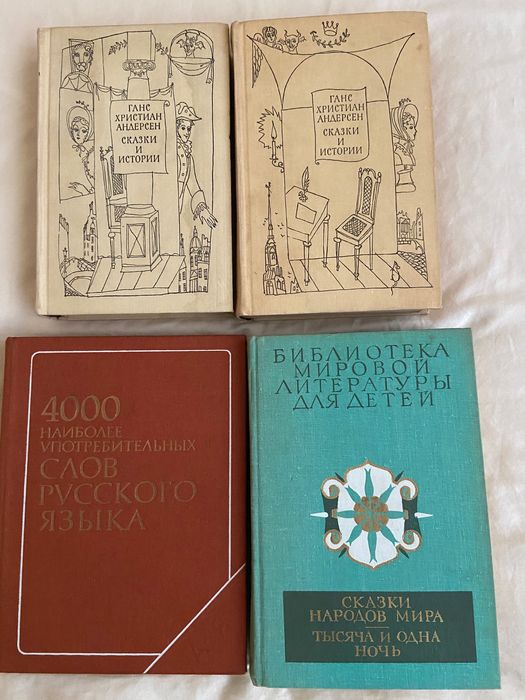 ГАНС
ХРИСТИАН
АНДЕРСЕН
СКАЗКИ И
ИСТОРИИ
ГАНС
ХРИСТИАН
АНДЕРСЕН
СКАЗКИ И
ИСТОРИИ
4000
НАИБОЛЕЕ
УПОТРЕБИТЕЛЬНЫХ
СЛОВ
РУССКОГО
ЯЗЫКА
БИБЛИОТЕКА
МИРОВОЙ
ЛИТЕРАТУРЫ
ДЛЯ ДЕТЕЙ
СКАЗКИ
НАРОДОВ МИРА
ТЫСЯЧА И ОДНА
НОЧЬ